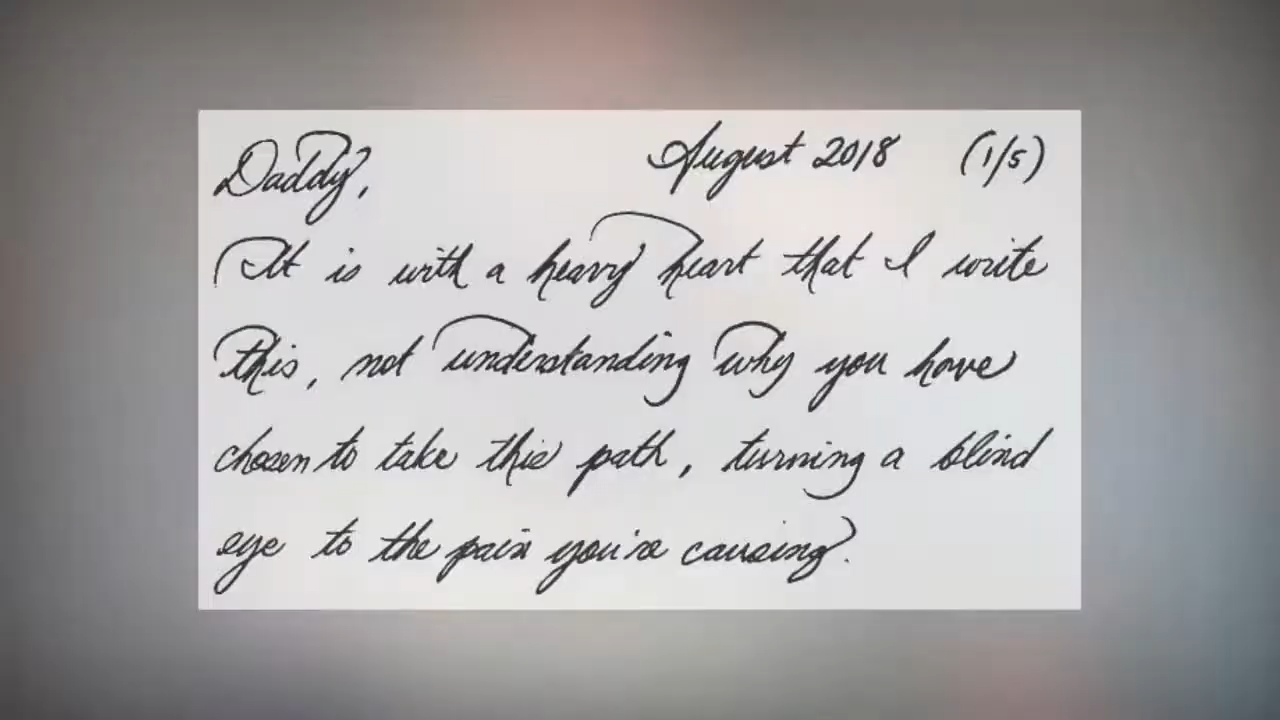 Daddy, August 2018 (1/5)
It is with a heavy heart that I write
this, not understanding why you have
chosen to take this path, turning a blind
eye to the pain you're causing.